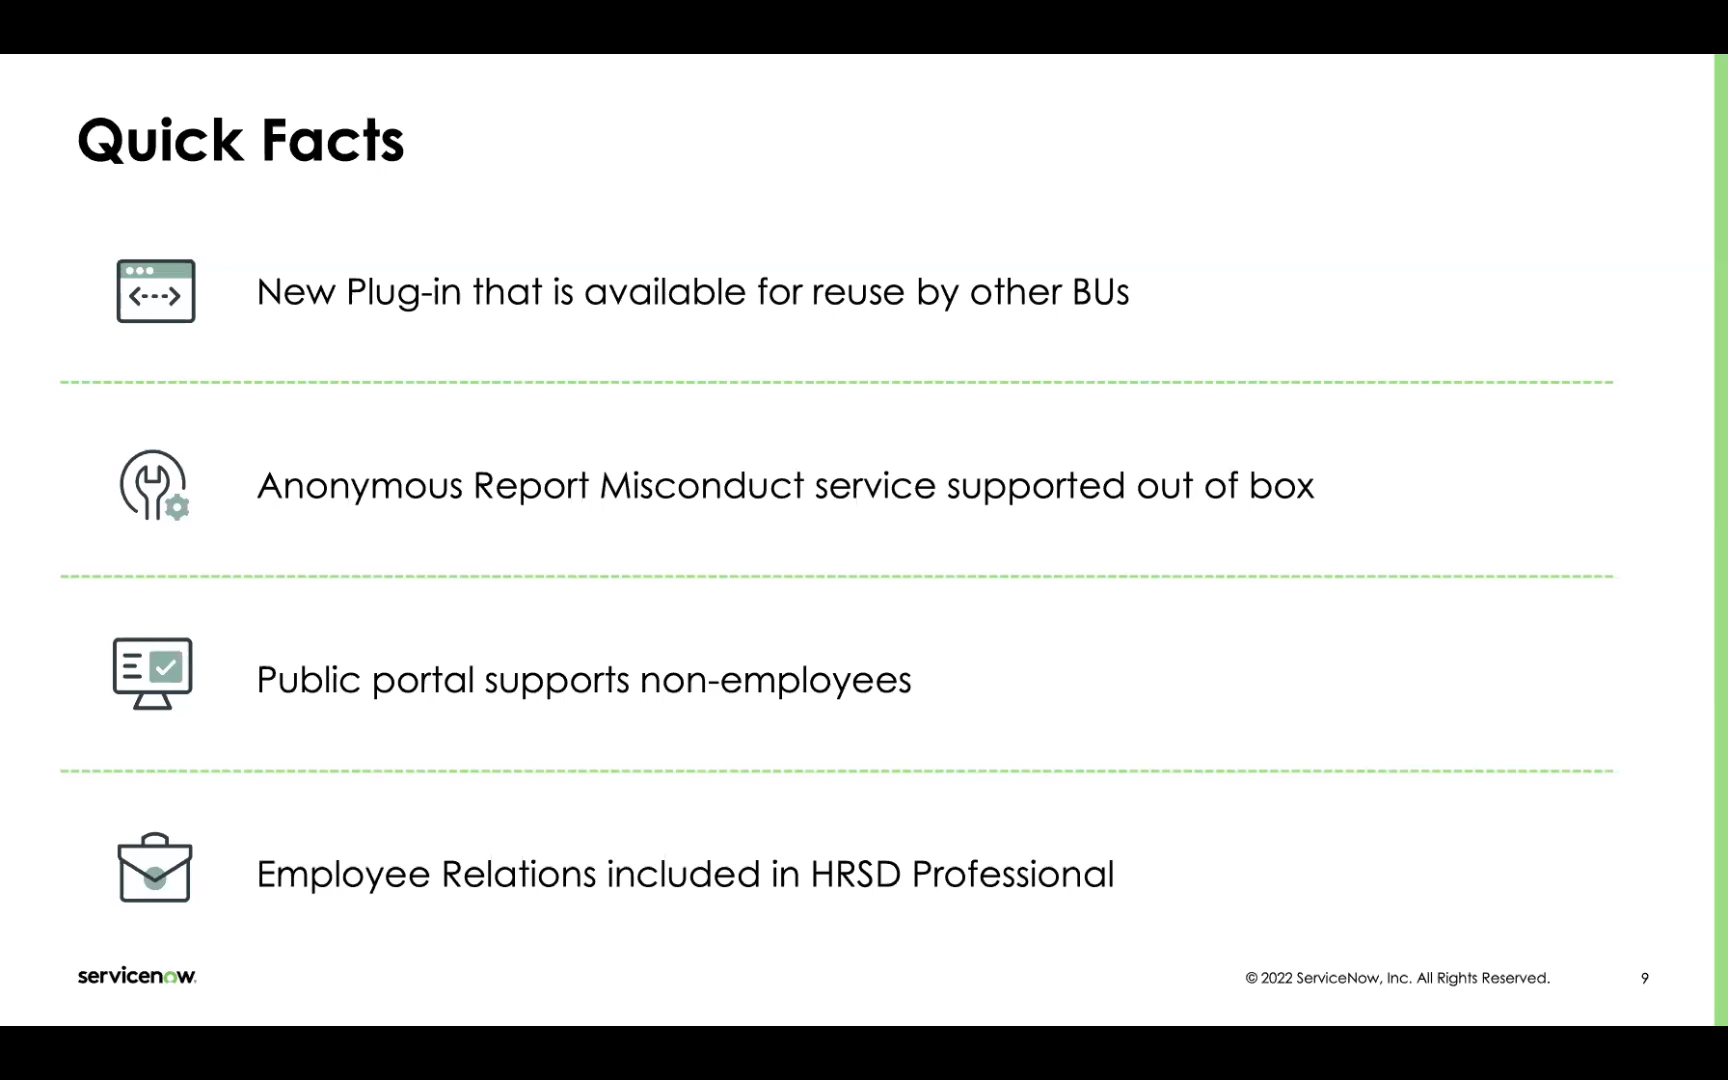 Quick Facts
New Plug-in that is available for reuse by other BUs
Anonymous Report Misconduct service supported out of box
Public portal supports non-employees
Employee Relations included in HRSD Professional
servicenow.
© 2022 ServiceNow, Inc. All Rights Reserved.
9